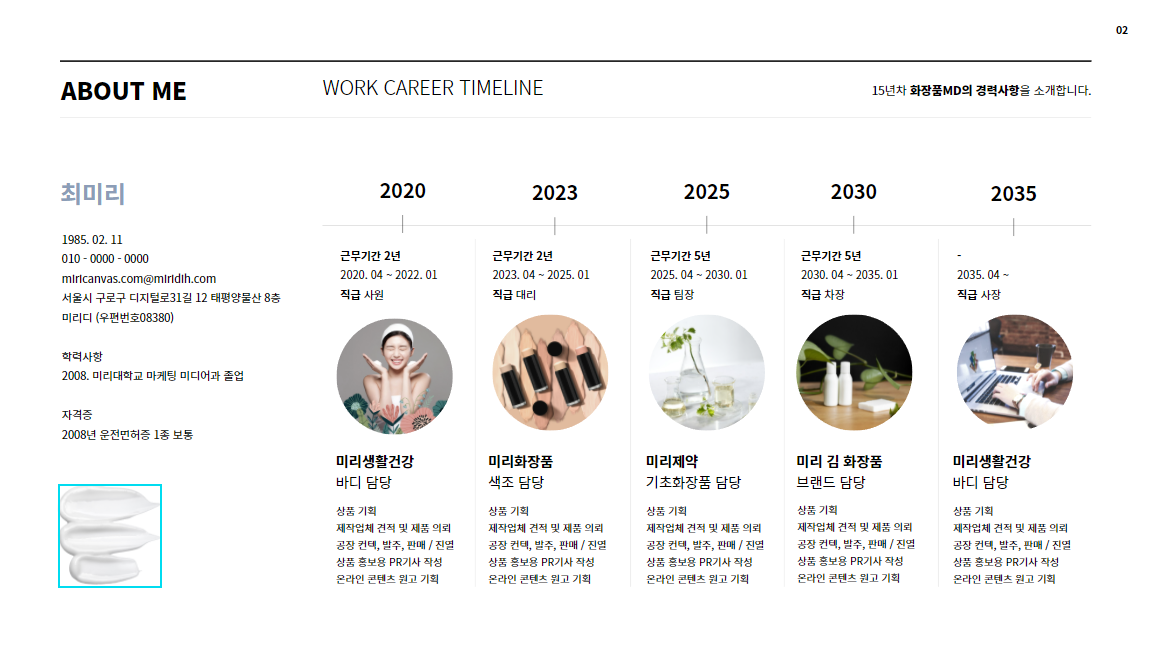 02
ABOUT ME
WORK CAREER TIMELINE
15년차 화장품MD의 경력사항을 소개합니다.
최미리
1985. 02. 11
010 - 0000 - 0000
miricanvas.com@miridih.com
서울시 구로구 디지털로31길 12 태평양물산 8층
미리디 (우편번호08380)
학력사항
2008. 미리대학교 마케팅 미디어과 졸업
자격증
2008년 운전면허증 1종 보통
2020
근무기간 2년
2020. 04 ~ 2022. 01
직급 사원
미리생활건강
바디 담당
상품 기획
제작업체 견적 및 제품 의뢰
공장 컨텍, 발주, 판매 / 진열
상품 홍보용 PR기사 작성
온라인 콘텐츠 원고 기획
2023
근무기간 2년
2023. 04 ~ 2025. 01
직급 대리
미리화장품
색조 담당
상품 기획
제작업체 견적 및 제품 의뢰
공장 컨텍, 발주, 판매 / 진열
상품 홍보용 PR기사 작성
온라인 콘텐츠 원고 기획
2025
근무기간 5년
2025. 04 ~ 2030. 01
직급 팀장
미리제약
기초화장품 담당
상품 기획
제작업체 견적 및 제품 의뢰
공장 컨텍, 발주, 판매 / 진열
상품 홍보용 PR기사 작성
온라인 콘텐츠 원고 기획
2030
근무기간 5년
2030. 04 ~ 2035. 01
직급 차장
미리 김 화장품
브랜드 담당
상품 기획
제작업체 견적 및 제품 의뢰
공장 컨텍, 발주, 판매 / 진열
상품 홍보용 PR기사 작성
온라인 콘텐츠 원고 기획
2035
-
2035. 04 ~
직급 사장
미리생활건강
바디 담당
상품 기획
제작업체 견적 및 제품 의뢰
공장 컨텍, 발주, 판매 / 진열
상품 홍보용 PR기사 작성
온라인 콘텐츠 원고 기획